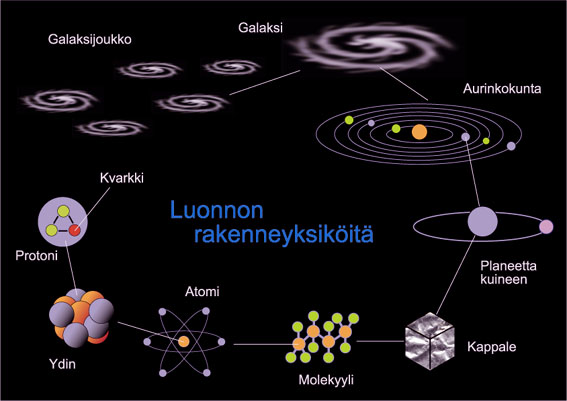 Galaksi
Galaksijoukko
Aurinkokunta
Kvarkki
Luonnon
rakenneyksiköitä
Protoni
Planeetta
kuineen
Atomi
Kappale
Ydin
Molekyyli